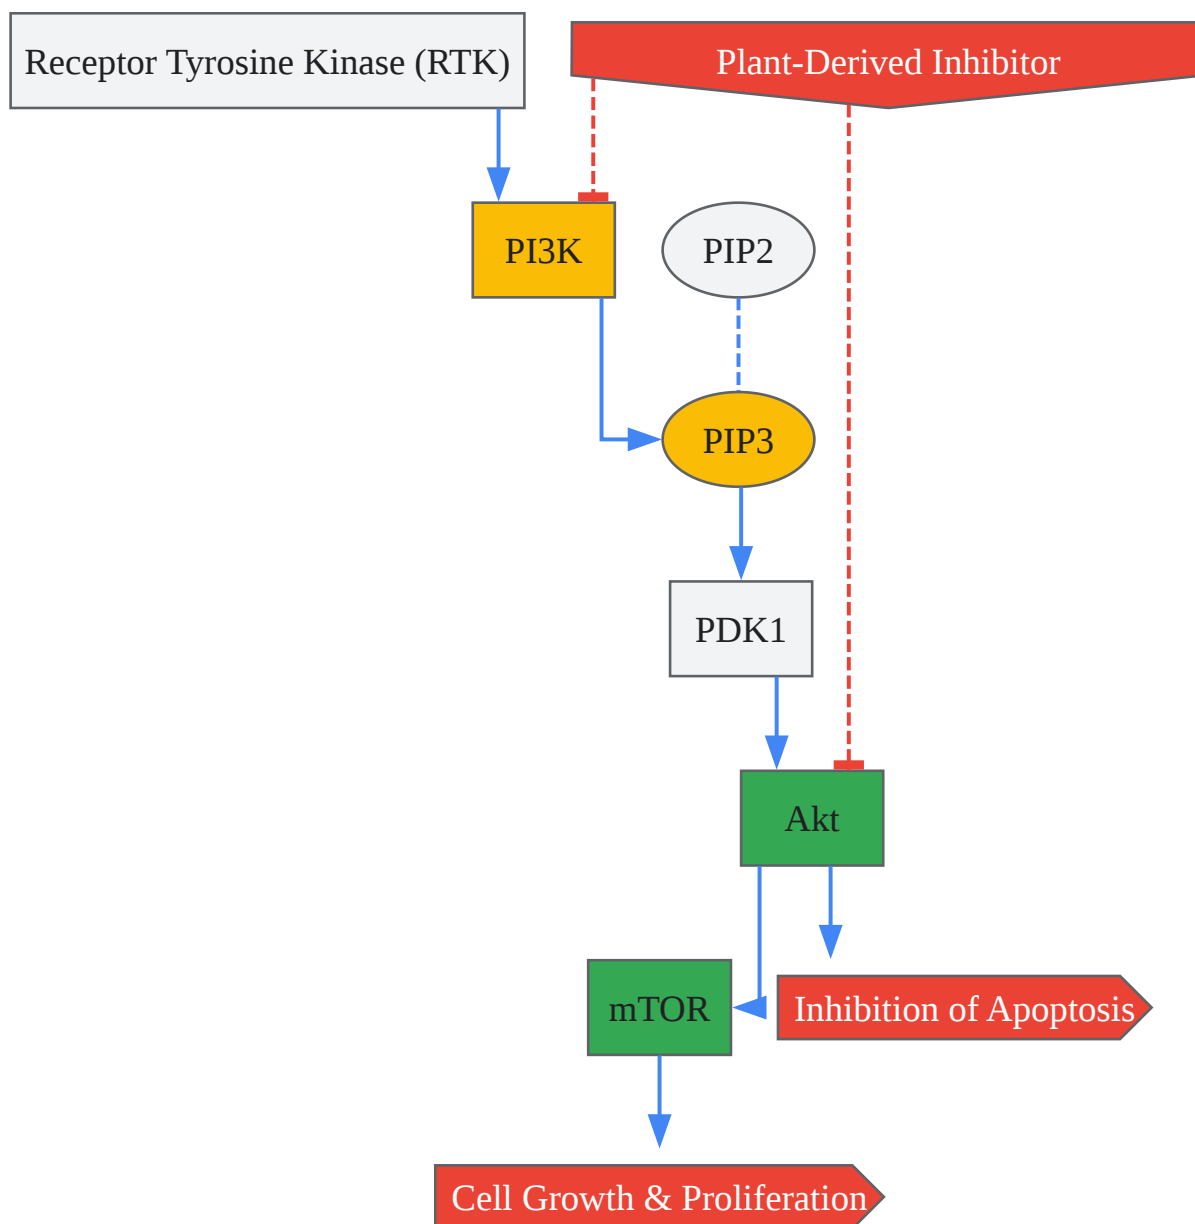 Receptor Tyrosine Kinase (RTK)
Plant-Derived Inhibitor
PI3K
PIP2
PIP3
PDK1
Akt
mTOR
Inhibition of Apoptosis
Cell Growth & Proliferation